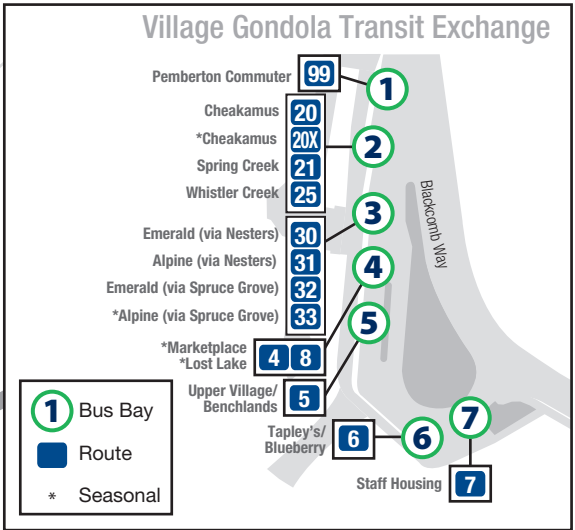 Village Gondola Transit Exchange
Pemberton Commuter 99 1
Cheakamus 20
*Cheakamus 20X 2
Spring Creek 21
Whistler Creek 25
3
Emerald (via Nesters) 30
Alpine (via Nesters) 31
4
Emerald (via Spruce Grove) 32
*Alpine (via Spruce Grove) 33
5
*Marketplace
*Lost Lake
4 8
Upper Village/
Benchlands
5
Tapley's/
Blueberry
6 6
7
Staff Housing 7
Blackcomb Way
1 Bus Bay
Route
* Seasonal